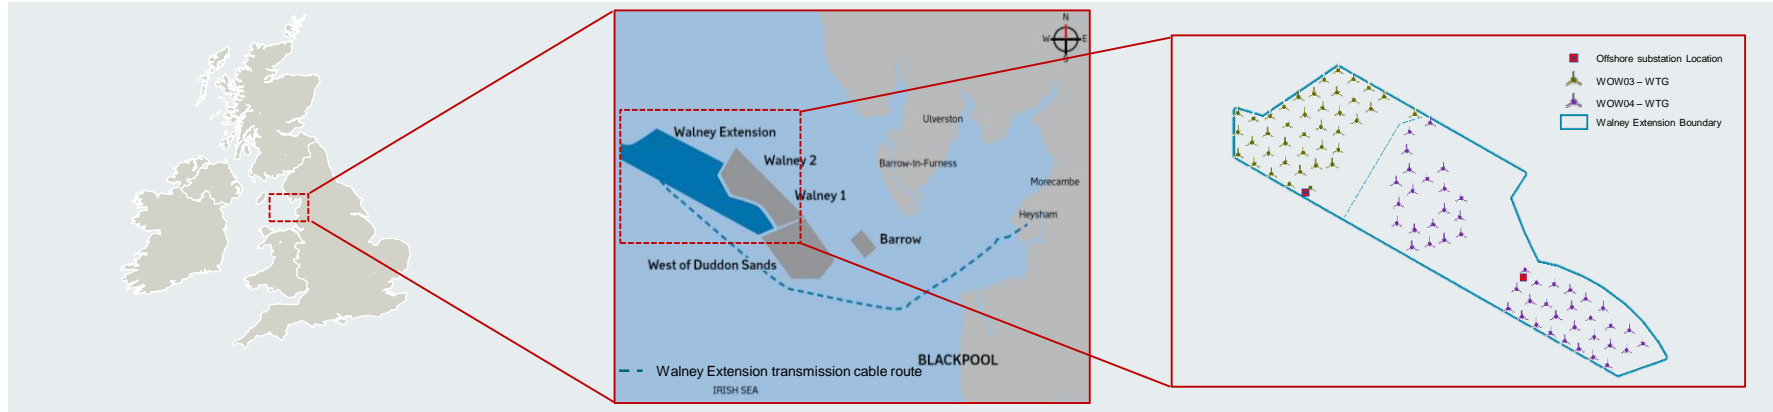 N
W
E
S
Ulverston
Walney Extension
Walney 2
Barrow-In-Furness
Morecambe
Walney 1
Heysham
Barrow
West of Duddon Sands
BLACKPOOL
Walney Extension transmission cable route
IRISH SEA
Offshore substation Location
WOW03 – WTG
WOW04 – WTG
Walney Extension Boundary